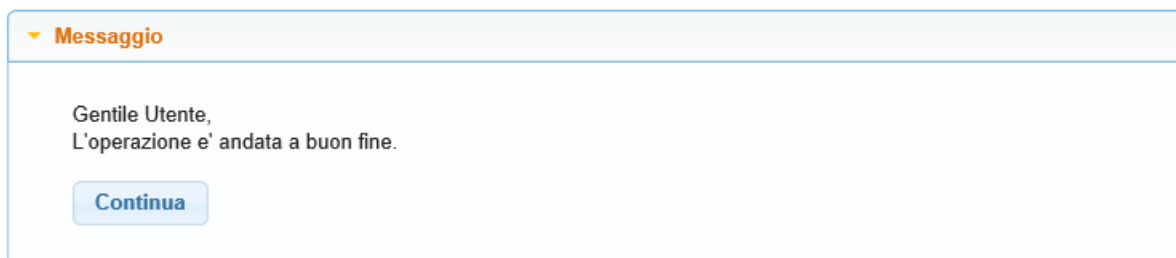 Messaggio
Gentile Utente,
L'operazione e' andata a buon fine.
Continua